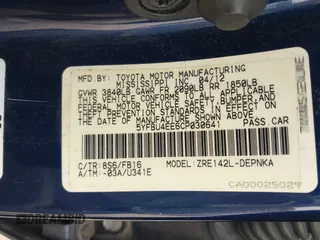 MFD. BY: TOYOTA MOTOR MANUFACTURING
MISSISSIPPI, INC. 04/12
GVWR 3840LB GAWR FR 2090LB RR 1850LB
THIS VEHICLE CONFORMS TO ALL APPLICABLE
FEDERAL MOTOR VEHICLE SAFETY, BUMPER, AND
THEFT PREVENTION STANDARDS IN EFFECT ON
THE DATE OF MANUFACTURE SHOWN ABOVE.
5YFBU4EE6CP030641 PASS.CAR
C/TR: 8S6/FB16 MODEL: ZRE142L-DEPNKA
A/TM: -03A/U341E
CA00025029
DREAMBID